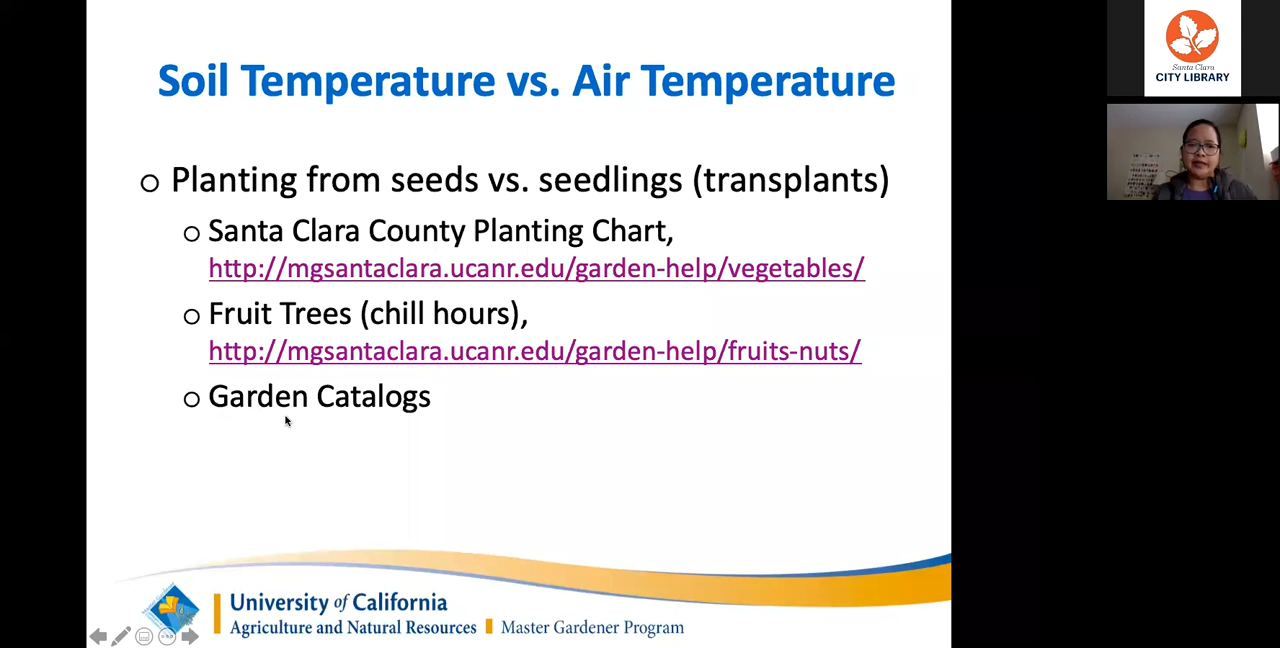 Soil Temperature vs. Air Temperature
Planting from seeds vs. seedlings (transplants)
Santa Clara County Planting Chart,
http://mgsantaclara.ucanr.edu/garden-help/vegetables/
Fruit Trees (chill hours),
http://mgsantaclara.ucanr.edu/garden-help/fruits-nuts/
Garden Catalogs
University of California
Agriculture and Natural Resources
Master Gardener Program
Santa Clara
CITY LIBRARY